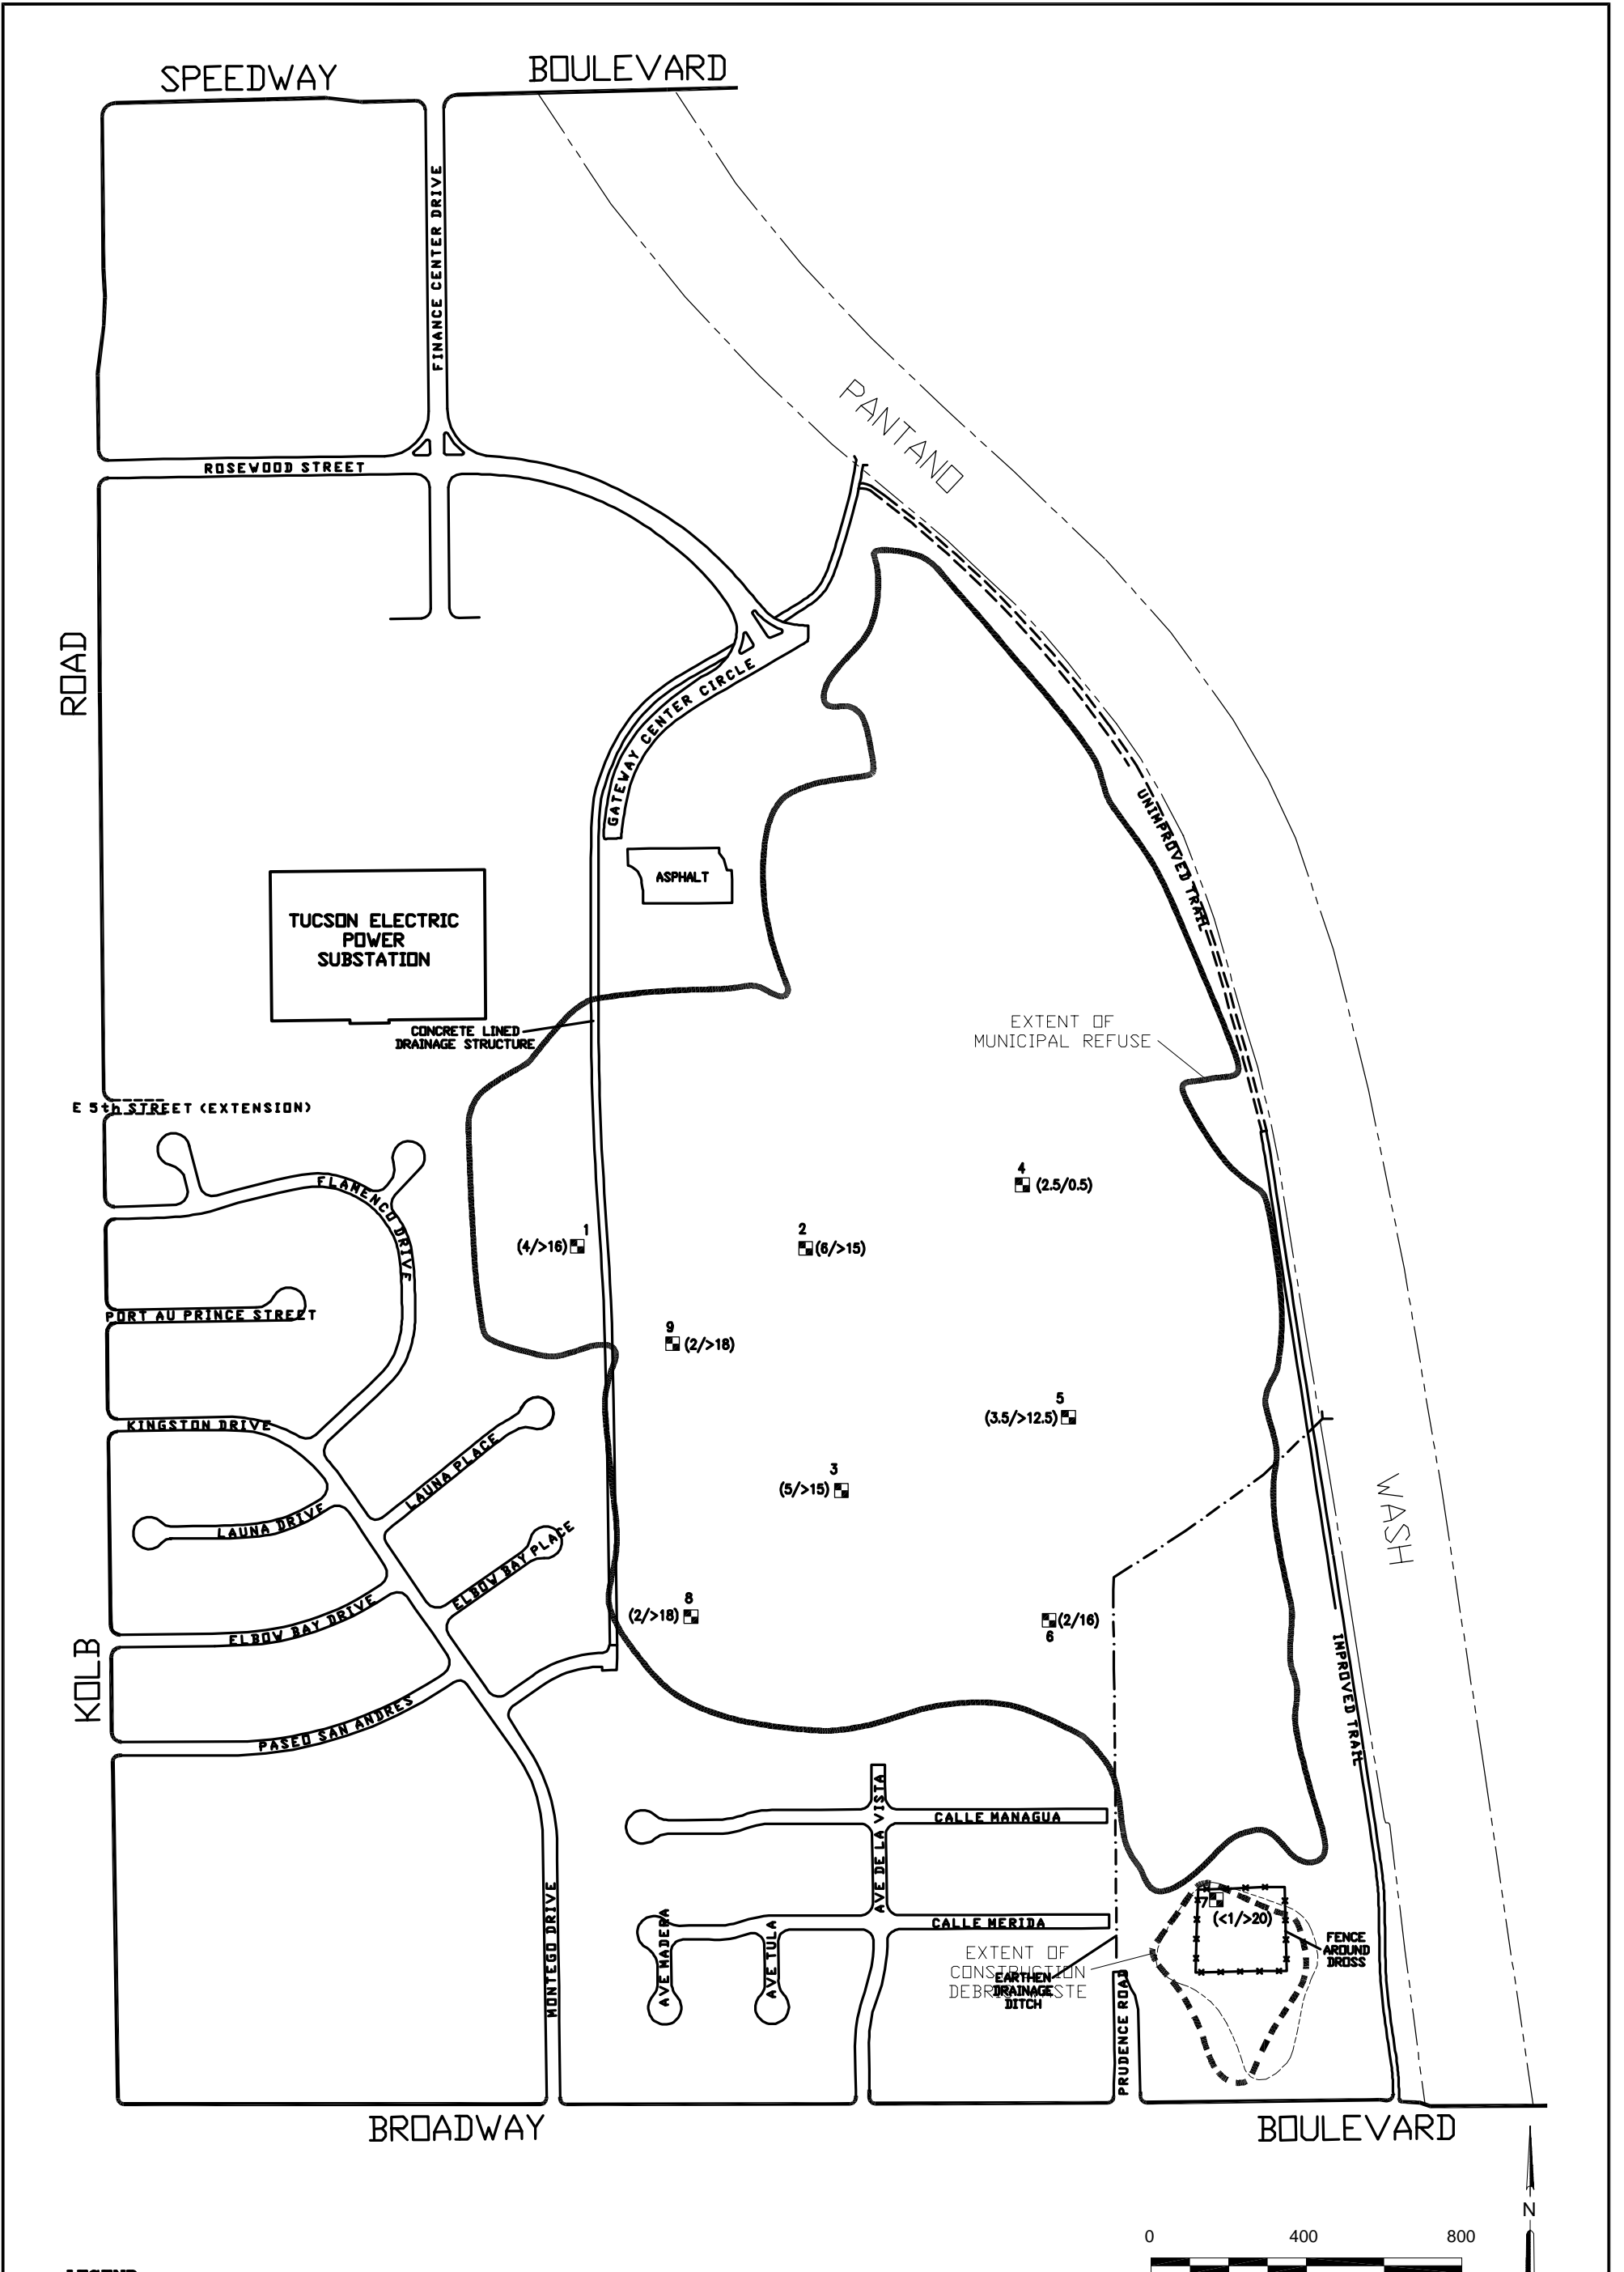 SPEEDWAY
BOULEVARD
FINANCE CENTER DRIVE
PANTANO
ROSEWOOD STREET
ROAD
GATEWAY CENTER CIRCLE
UNIMPROVED TRAIL
ASPHALT
TUCSON ELECTRIC
POWER
SUBSTATION
CONCRETE LINED
DRAINAGE STRUCTURE
EXTENT OF
MUNICIPAL REFUSE
E 5th STREET (EXTENSION)
FLAMENCO DRIVE
4
(2.5/0.5)
1
(4/>16)
2
(6/>15)
PORT AU PRINCE STREET
9
(2/>18)
5
(3.5/>12.5)
KINGSTON DRIVE
LAUNA PLACE
3
(5/>15)
WASH
LAUNA DRIVE
ELBOW BAY PLACE
8
(2/>18)
(2/16)
6
ELBOW BAY DRIVE
KOLB
IMPROVED TRAIL
PASEO SAN ANDRES
AVE DE LA VISTA
CALLE MANAGUA
MONTEGO DRIVE
AVE MADERA
AVE TULA
CALLE MERIDA
7
(<1/>20)
FENCE
AROUND
DROSS
EXTENT OF
CONSTRUCTION
DEBRIS WASTE
EARTHEN
DRAINAGE
DITCH
PRUDENCE ROAD
BROADWAY
BOULEVARD
N
0 400 800